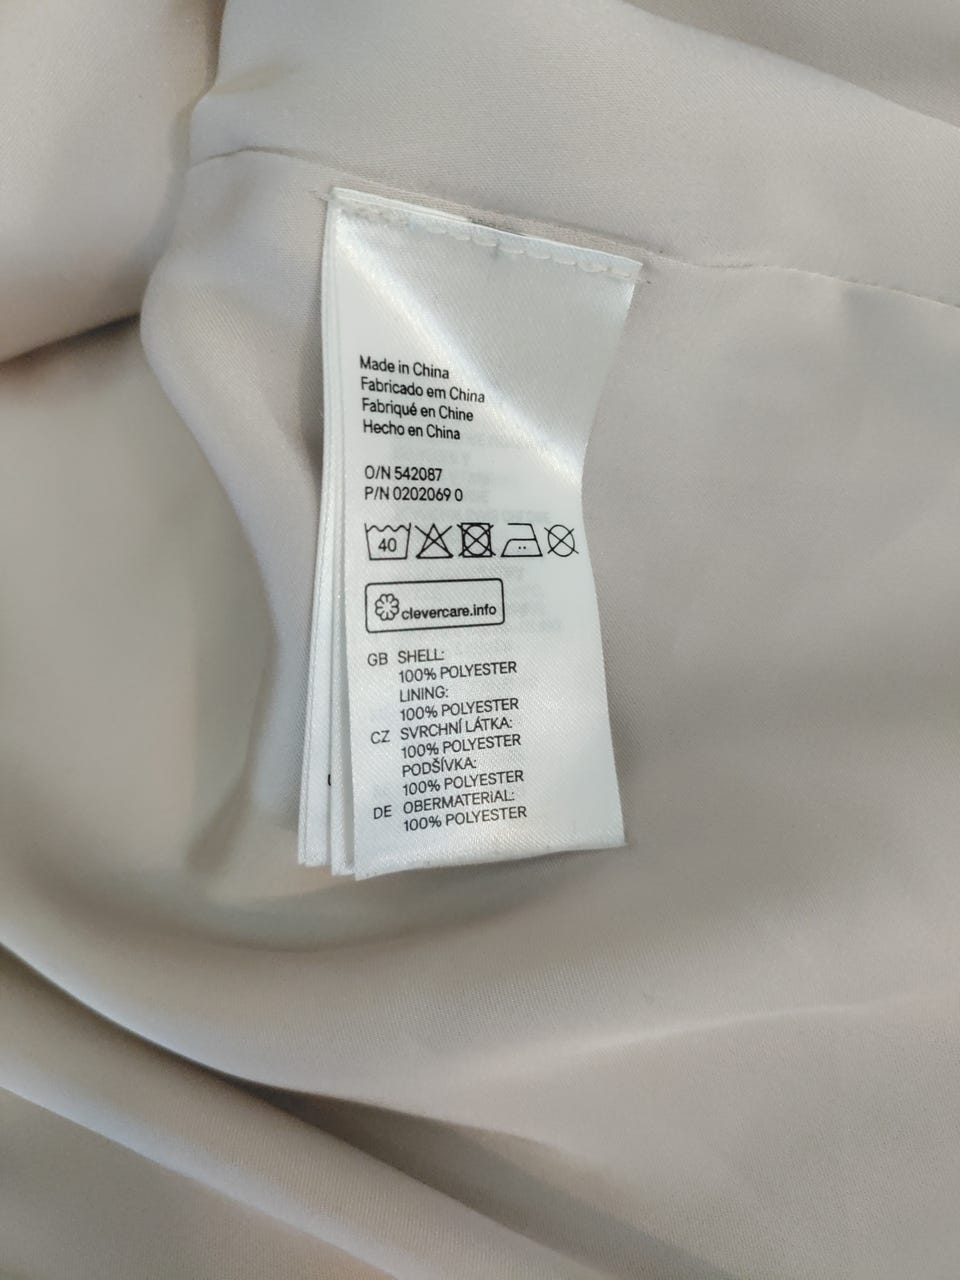 Made in China
Fabricado em China
Fabriqué en Chine
Hecho en China
O/N 542087
P/N 0202069 0
40
clevercare.info
GB SHELL:
100% POLYESTER
LINING:
100% POLYESTER
CZ SVRCHNÍ LÁTKA:
100% POLYESTER
PODŠÍVKA:
100% POLYESTER
DE OBERMATERiAL:
100% POLYESTER